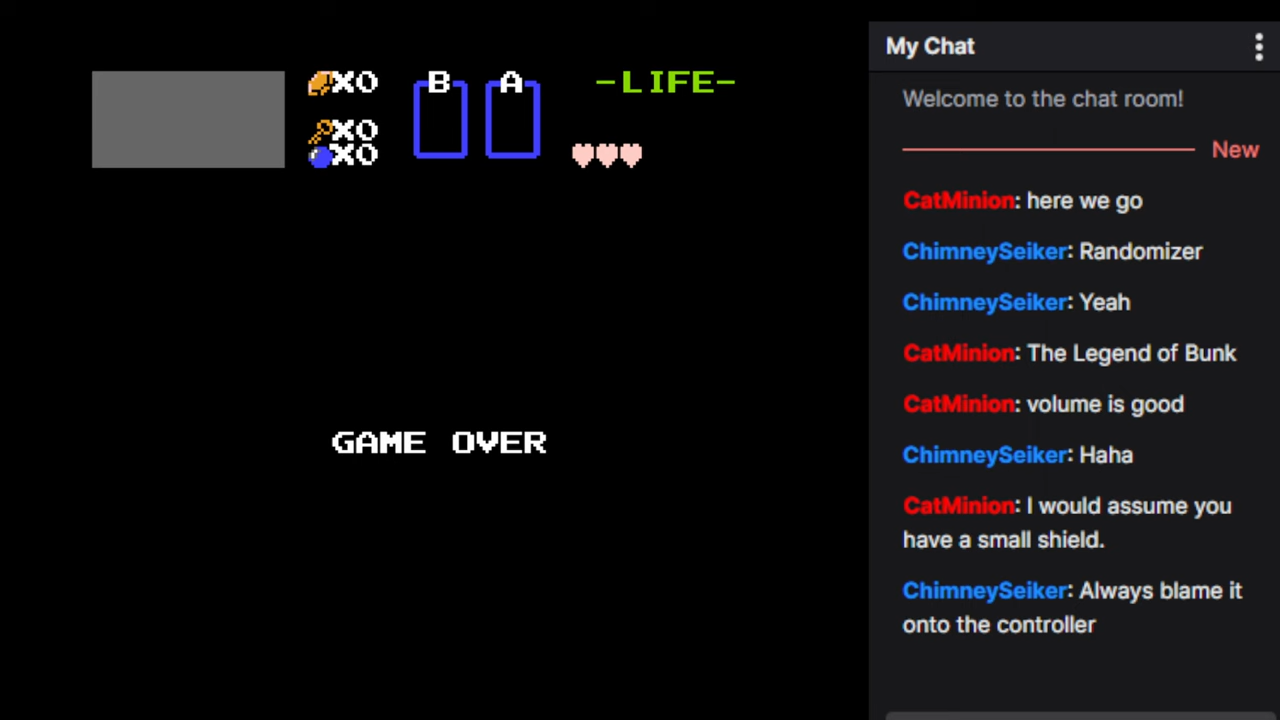 X0
B
A
-LIFE-
X0
X0
GAME OVER
My Chat
Welcome to the chat room!
New
CatMinion: here we go
ChimneySeiker: Randomizer
ChimneySeiker: Yeah
CatMinion: The Legend of Bunk
CatMinion: volume is good
ChimneySeiker: Haha
CatMinion: I would assume you
have a small shield.
ChimneySeiker: Always blame it
onto the controller